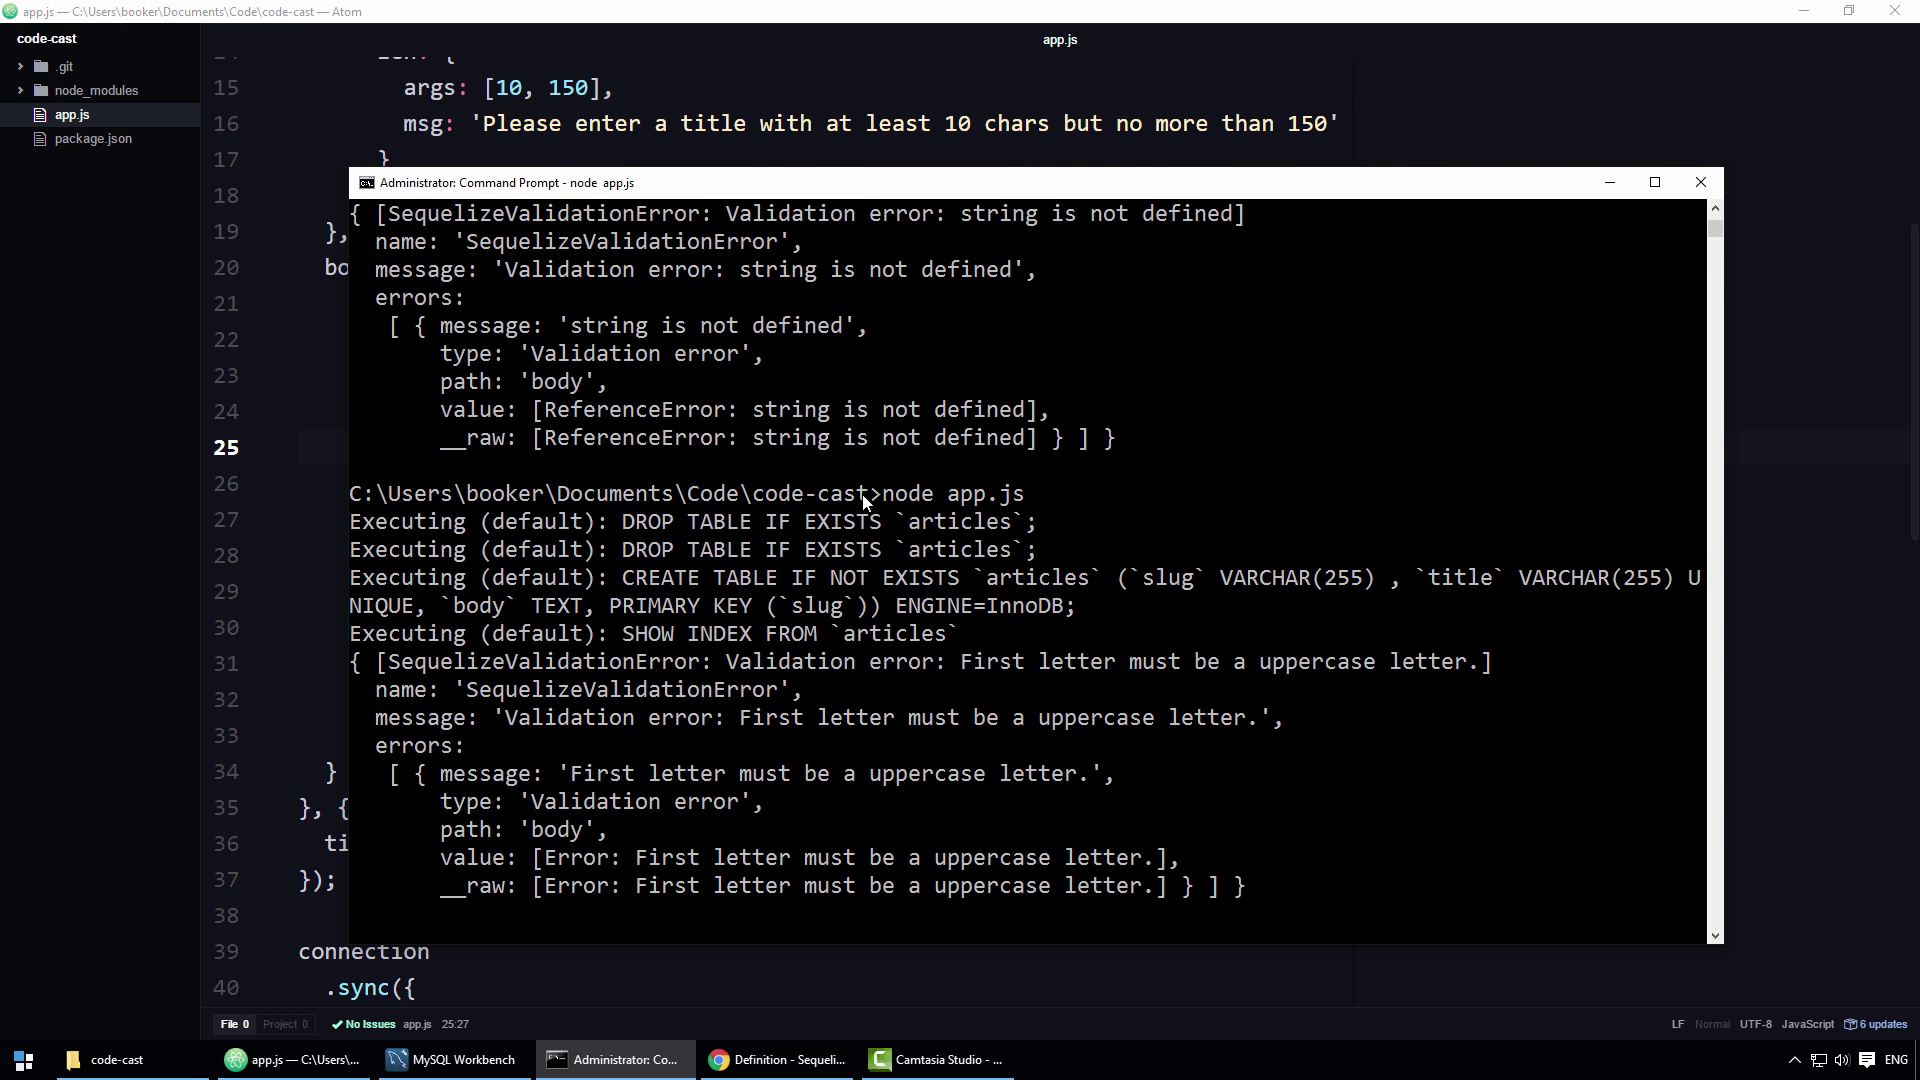 app.js — C:\Users\booker\Documents\Code\code-cast — Atom
code-cast
.git
node_modules
app.js
package.json
app.js
15 args: [10, 150],
16 msg: 'Please enter a title with at least 10 chars but no more than 150'
17 }
18
19 },
20 bo
21
22
23
24
25
26
27
28
29
30
31
32
33
34 }
35 }, {
36 ti
37 });
38
39 connection
40 .sync({
Administrator: Command Prompt - node app.js
{ [SequelizeValidationError: Validation error: string is not defined]
name: 'SequelizeValidationError',
message: 'Validation error: string is not defined',
errors:
[ { message: 'string is not defined',
type: 'Validation error',
path: 'body',
value: [ReferenceError: string is not defined],
__raw: [ReferenceError: string is not defined] } ] }
C:\Users\booker\Documents\Code\code-cast>node app.js
Executing (default): DROP TABLE IF EXISTS `articles`;
Executing (default): DROP TABLE IF EXISTS `articles`;
Executing (default): CREATE TABLE IF NOT EXISTS `articles` (`slug` VARCHAR(255) , `title` VARCHAR(255) U
NIQUE, `body` TEXT, PRIMARY KEY (`slug`)) ENGINE=InnoDB;
Executing (default): SHOW INDEX FROM `articles`
{ [SequelizeValidationError: Validation error: First letter must be a uppercase letter.]
name: 'SequelizeValidationError',
message: 'Validation error: First letter must be a uppercase letter.',
errors:
[ { message: 'First letter must be a uppercase letter.',
type: 'Validation error',
path: 'body',
value: [Error: First letter must be a uppercase letter.],
__raw: [Error: First letter must be a uppercase letter.] } ] }
File 0 Project 0 No Issues app.js 25:27 LF Normal UTF-8 JavaScript 6 updates
code-cast app.js — C:\Users\... MySQL Workbench Administrator: Co... Definition - Sequeli... Camtasia Studio - ... ENG